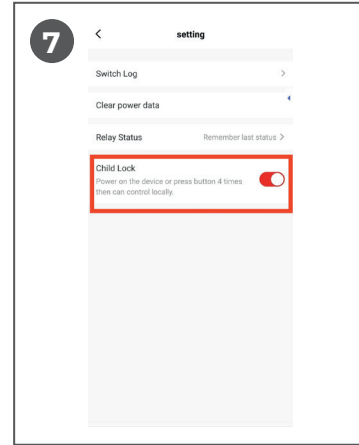 7
setting
Switch Log
Clear power data
Relay Status Remember last status
Child Lock
Power on the device or press button 4 times
then can control locally.